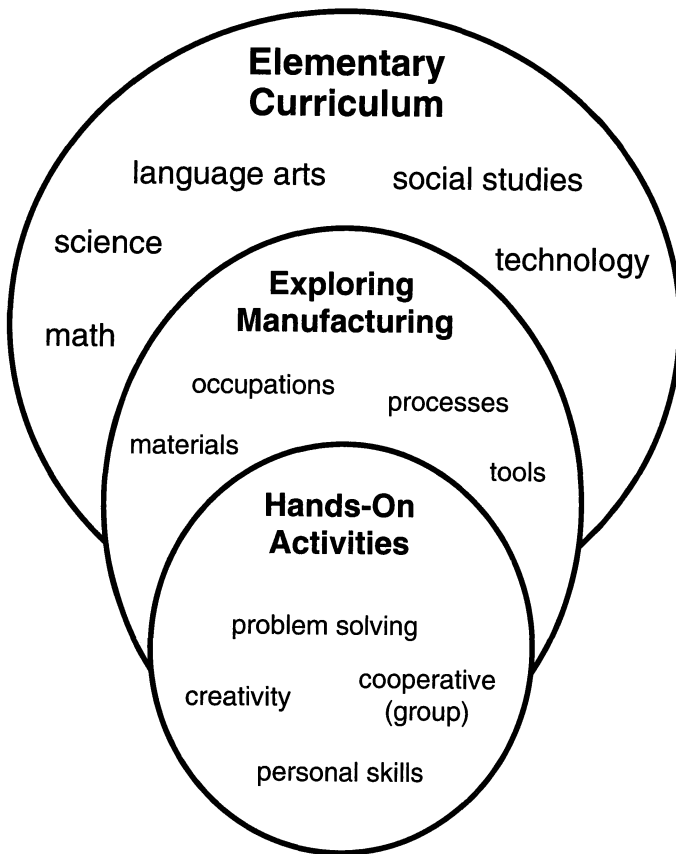 Elementary
Curriculum
language arts
social studies
science
technology
math
Exploring
Manufacturing
occupations
processes
materials
tools
Hands-On
Activities
problem solving
creativity
cooperative
(group)
personal skills